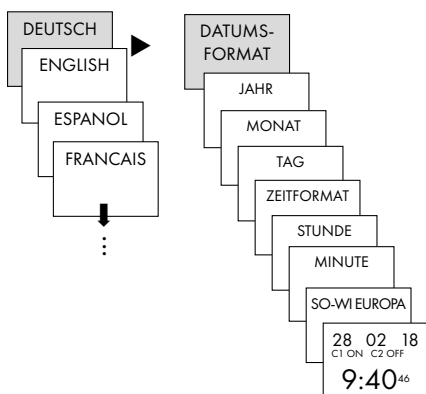 DEUTSCH
ENGLISH
ESPANOL
FRANCAIS
DATUMS-
FORMAT
JAHR
MONAT
TAG
ZEITFORMAT
STUNDE
MINUTE
SO-WI EUROPA
28 02 18
C1 ON C2 OFF
9:40 46